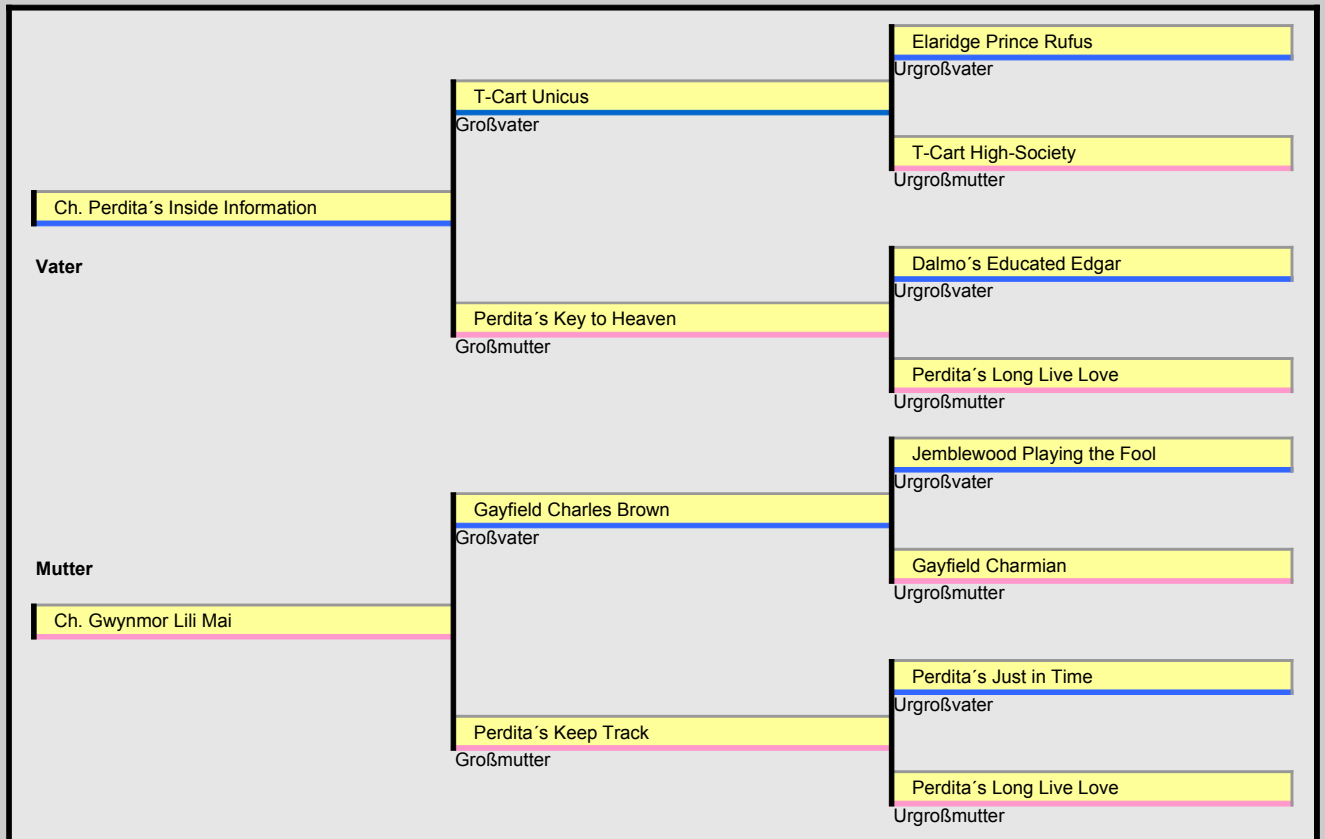 Elaridge Prince Rufus
Urgroßvater
T-Cart Unicus
Großvater
T-Cart High-Society
Urgroßmutter
Ch. Perdita´s Inside Information
Vater
Dalmo´s Educated Edgar
Urgroßvater
Perdita´s Key to Heaven
Großmutter
Perdita´s Long Live Love
Urgroßmutter
Jemblewood Playing the Fool
Urgroßvater
Gayfield Charles Brown
Großvater
Mutter
Gayfield Charmian
Urgroßmutter
Ch. Gwynmor Lili Mai
Perdita´s Just in Time
Urgroßvater
Perdita´s Keep Track
Großmutter
Perdita´s Long Live Love
Urgroßmutter